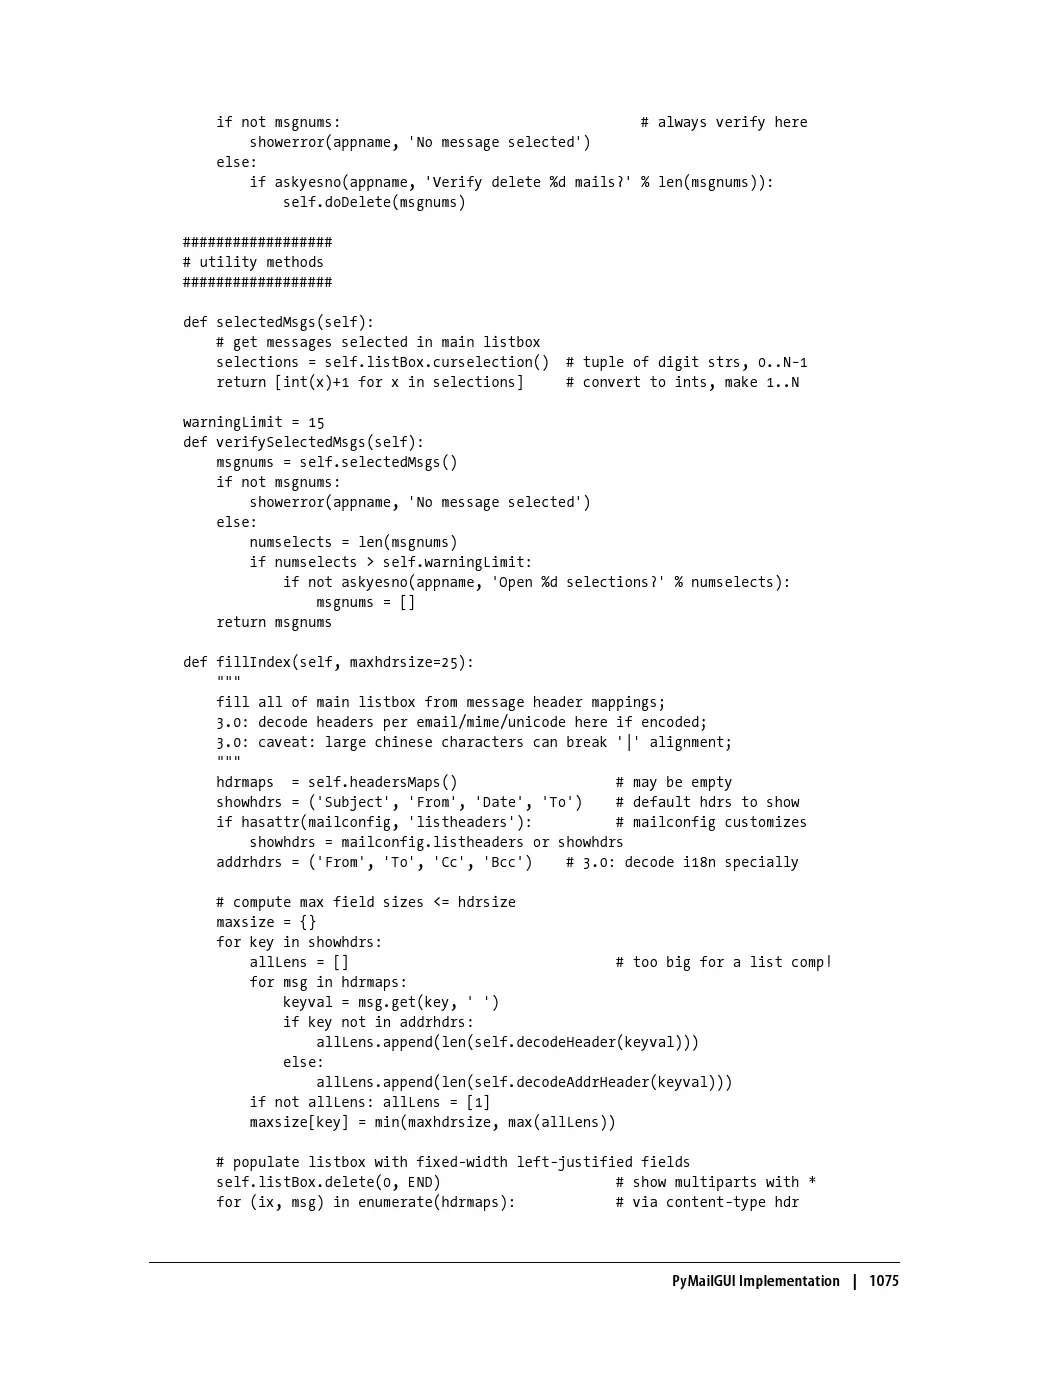 if not msgnums:                                    # always verify here
        showerror(appname, 'No message selected')
    else:
        if askyesno(appname, 'Verify delete %d mails?' % len(msgnums)):
            self.doDelete(msgnums)

##################
# utility methods
##################

def selectedMsgs(self):
    # get messages selected in main listbox
    selections = self.listBox.curselection()  # tuple of digit strs, 0..N-1
    return [int(x)+1 for x in selections]     # convert to ints, make 1..N

warningLimit = 15
def verifySelectedMsgs(self):
    msgnums = self.selectedMsgs()
    if not msgnums:
        showerror(appname, 'No message selected')
    else:
        numselects = len(msgnums)
        if numselects > self.warningLimit:
            if not askyesno(appname, 'Open %d selections?' % numselects):
                msgnums = []
    return msgnums

def fillIndex(self, maxhdrsize=25):
    """
    fill all of main listbox from message header mappings;
    3.0: decode headers per email/mime/unicode here if encoded;
    3.0: caveat: large chinese characters can break '|' alignment;
    """
    hdrmaps  = self.headersMaps()                   # may be empty
    showhdrs = ('Subject', 'From', 'Date', 'To')    # default hdrs to show
    if hasattr(mailconfig, 'listheaders'):          # mailconfig customizes
        showhdrs = mailconfig.listheaders or showhdrs
    addrhdrs = ('From', 'To', 'Cc', 'Bcc')    # 3.0: decode i18n specially

    # compute max field sizes <= hdrsize
    maxsize = {}
    for key in showhdrs:
        allLens = []                                # too big for a list comp!
        for msg in hdrmaps:
            keyval = msg.get(key, ' ')
            if key not in addrhdrs:
                allLens.append(len(self.decodeHeader(keyval)))
            else:
                allLens.append(len(self.decodeAddrHeader(keyval)))
        if not allLens: allLens = [1]
        maxsize[key] = min(maxhdrsize, max(allLens))

    # populate listbox with fixed-width left-justified fields
    self.listBox.delete(0, END)                     # show multiparts with *
    for (ix, msg) in enumerate(hdrmaps):            # via content-type hdr

PyMailGUI Implementation | 1075